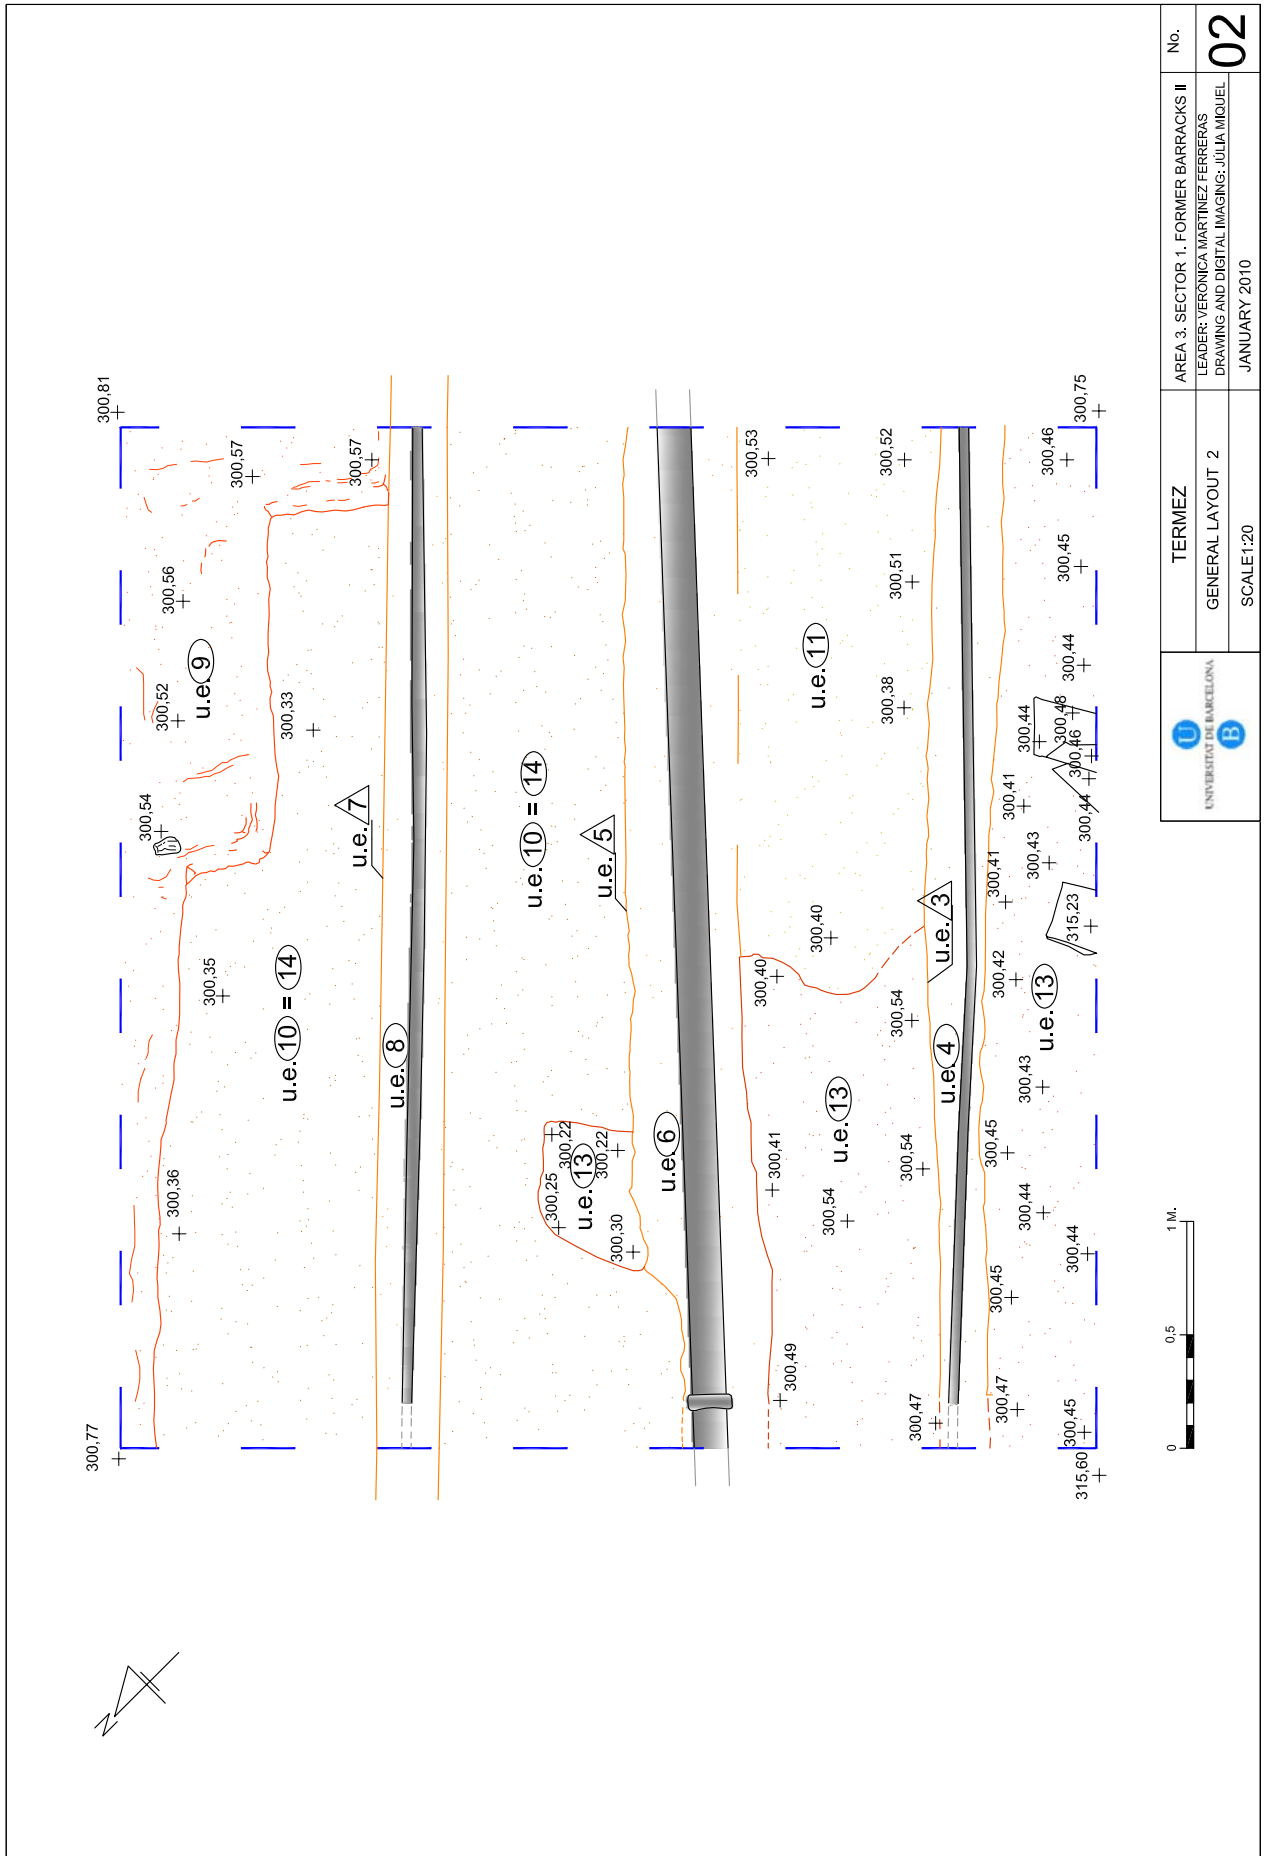 N
300,77
300,81
300,36
300,35
300,54
300,52
300,56
300,57
300,57
u.e. 9
300,33
u.e. 10 = 14
u.e. 7
u.e. 8
u.e. 10 = 14
u.e. 5
300,25
300,22
300,22
u.e. 13
300,30
u.e. 6
300,49
300,41
300,40
300,40
300,53
300,54
u.e. 13
u.e. 11
300,54
300,54
300,38
300,51
300,52
u.e. 3
u.e. 4
300,47
300,47
300,45
300,45
300,44
300,43
300,42
u.e. 13
300,41
300,41
300,43
300,44
300,48
300,46
300,44
300,44
300,45
300,46
315,23
300,44
300,45
315,60
300,75
0 0,5 1 M.
UNIVERSITAT DE BARCELONA
U
B
TERMEZ
GENERAL LAYOUT 2
SCALE1:20
AREA 3. SECTOR 1. FORMER BARRACKS II
LEADER: VERÒNICA MARTÍNEZ FERRERAS
DRAWING AND DIGITAL IMAGING: JÚLIA MIQUEL
JANUARY 2010
No.
02